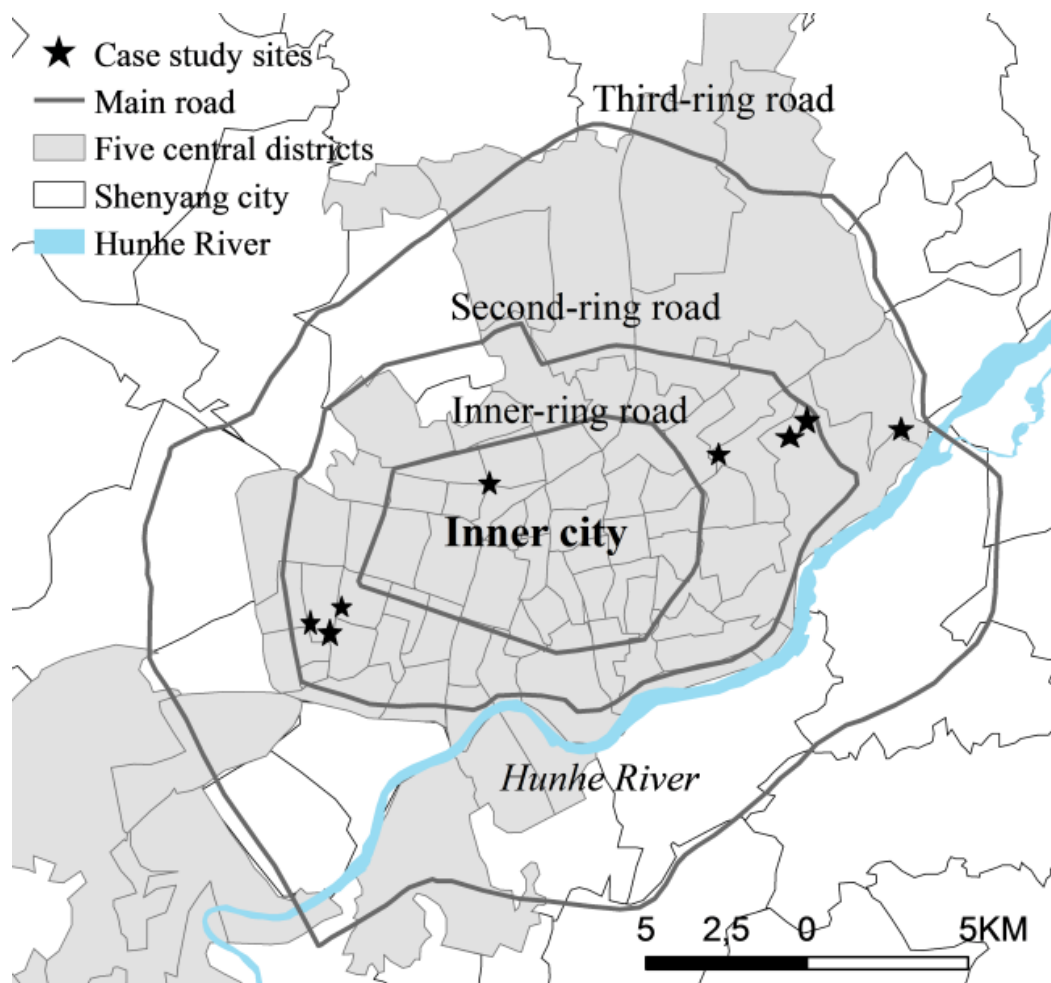 Case study sites
Main road
Five central districts
Shenyang city
Hunhe River
Third-ring road
Second-ring road
Inner-ring road
Inner city
Hunhe River
5 2,5 0 5KM